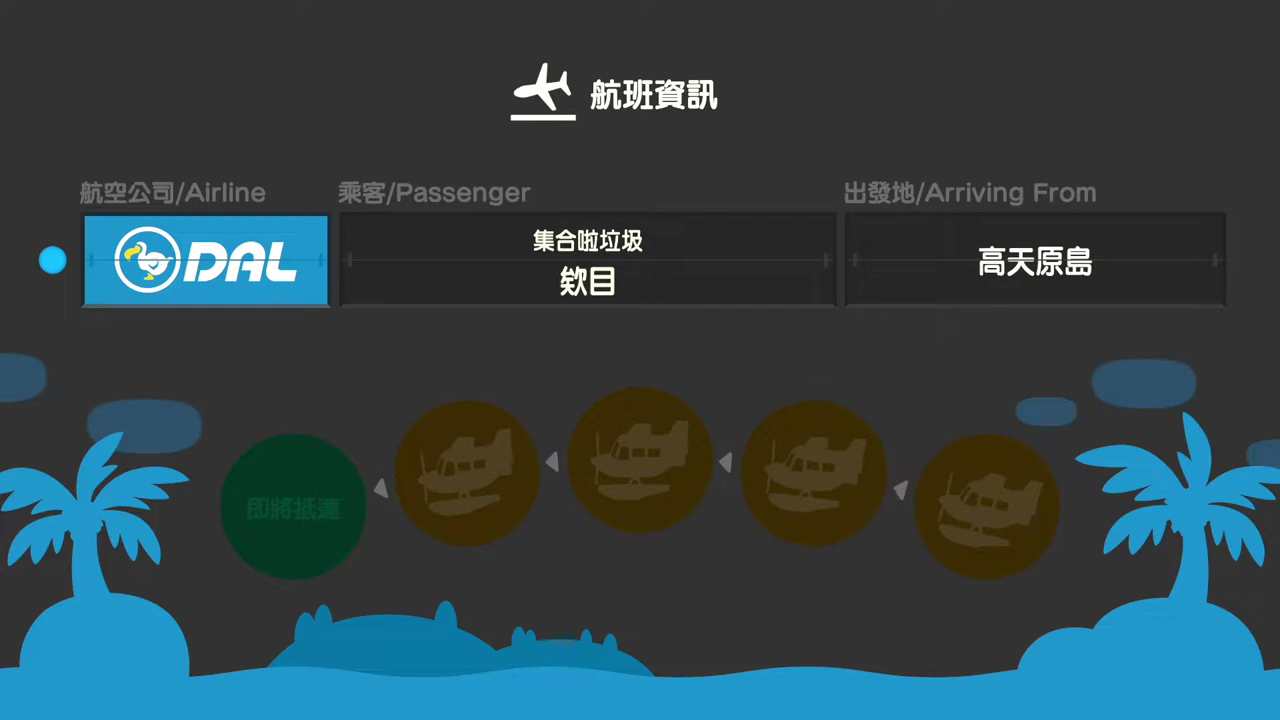 航班資訊
航空公司/Airline
乘客/Passenger
出發地/Arriving From
DAL
集合啦垃圾
欸目
高天原島
即將抵達